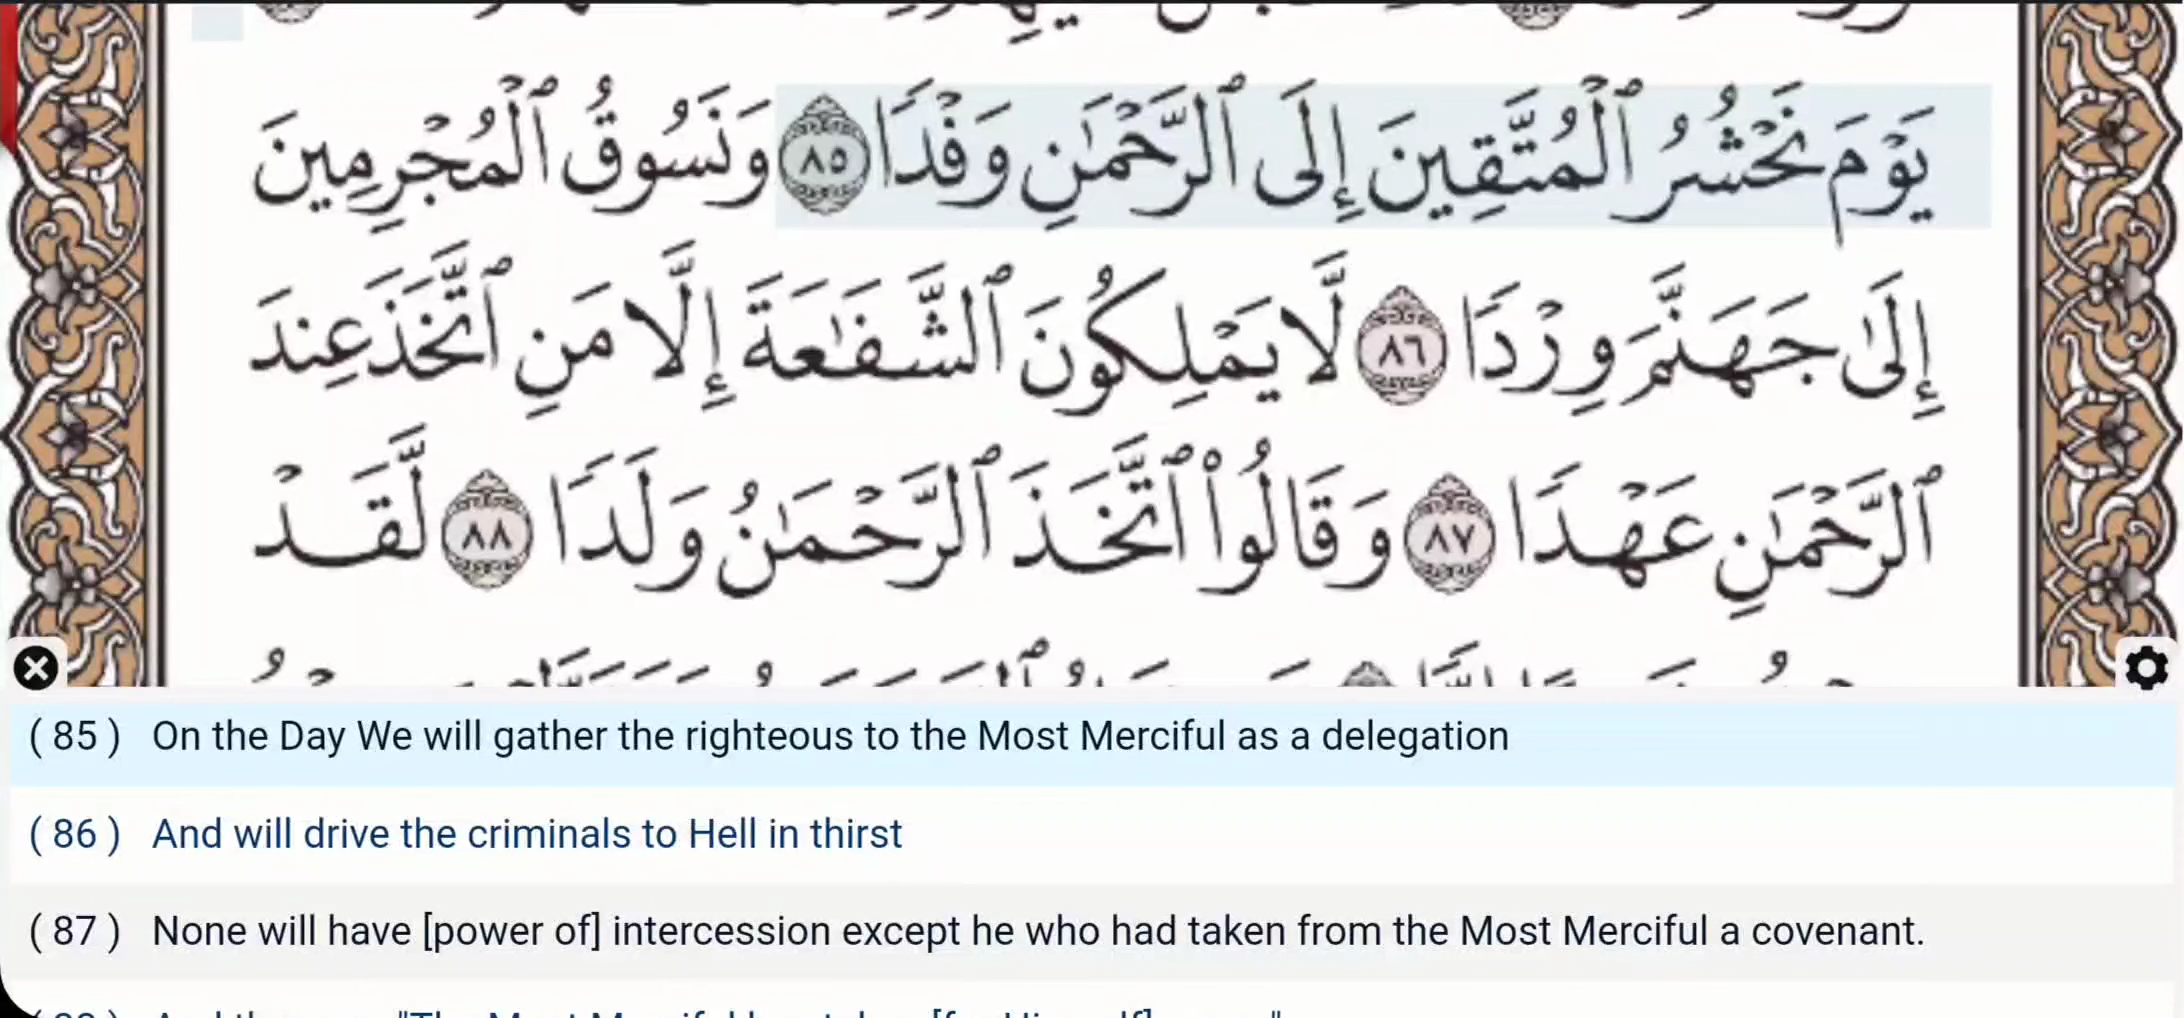 يَوْمَ نَحْشُرُ ٱلْمُتَّقِينَ إِلَى ٱلرَّحْمَٰنِ وَفْدًا ٨٥ وَنَسُوقُ ٱلْمُجْرِمِينَ
إِلَىٰ جَهَنَّمَ وِرْدًا ٨٦ لَّا يَمْلِكُونَ ٱلشَّفَٰعَةَ إِلَّا مَنِ ٱتَّخَذَ عِندَ
ٱلرَّحْمَٰنِ عَهْدًا ٨٧ وَقَالُوا۟ ٱتَّخَذَ ٱلرَّحْمَٰنُ وَلَدًا ٨٨ لَّقَدْ
( 85 ) On the Day We will gather the righteous to the Most Merciful as a delegation
( 86 ) And will drive the criminals to Hell in thirst
( 87 ) None will have [power of] intercession except he who had taken from the Most Merciful a covenant.